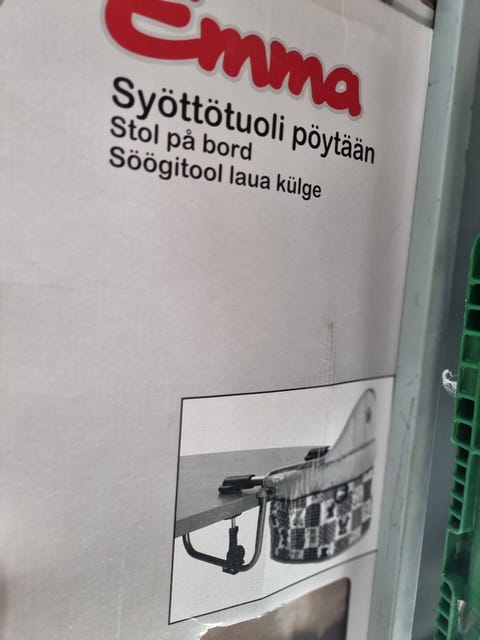 Emma
Syöttötuoli pöytään
Stol på bord
Söögitool laua külge